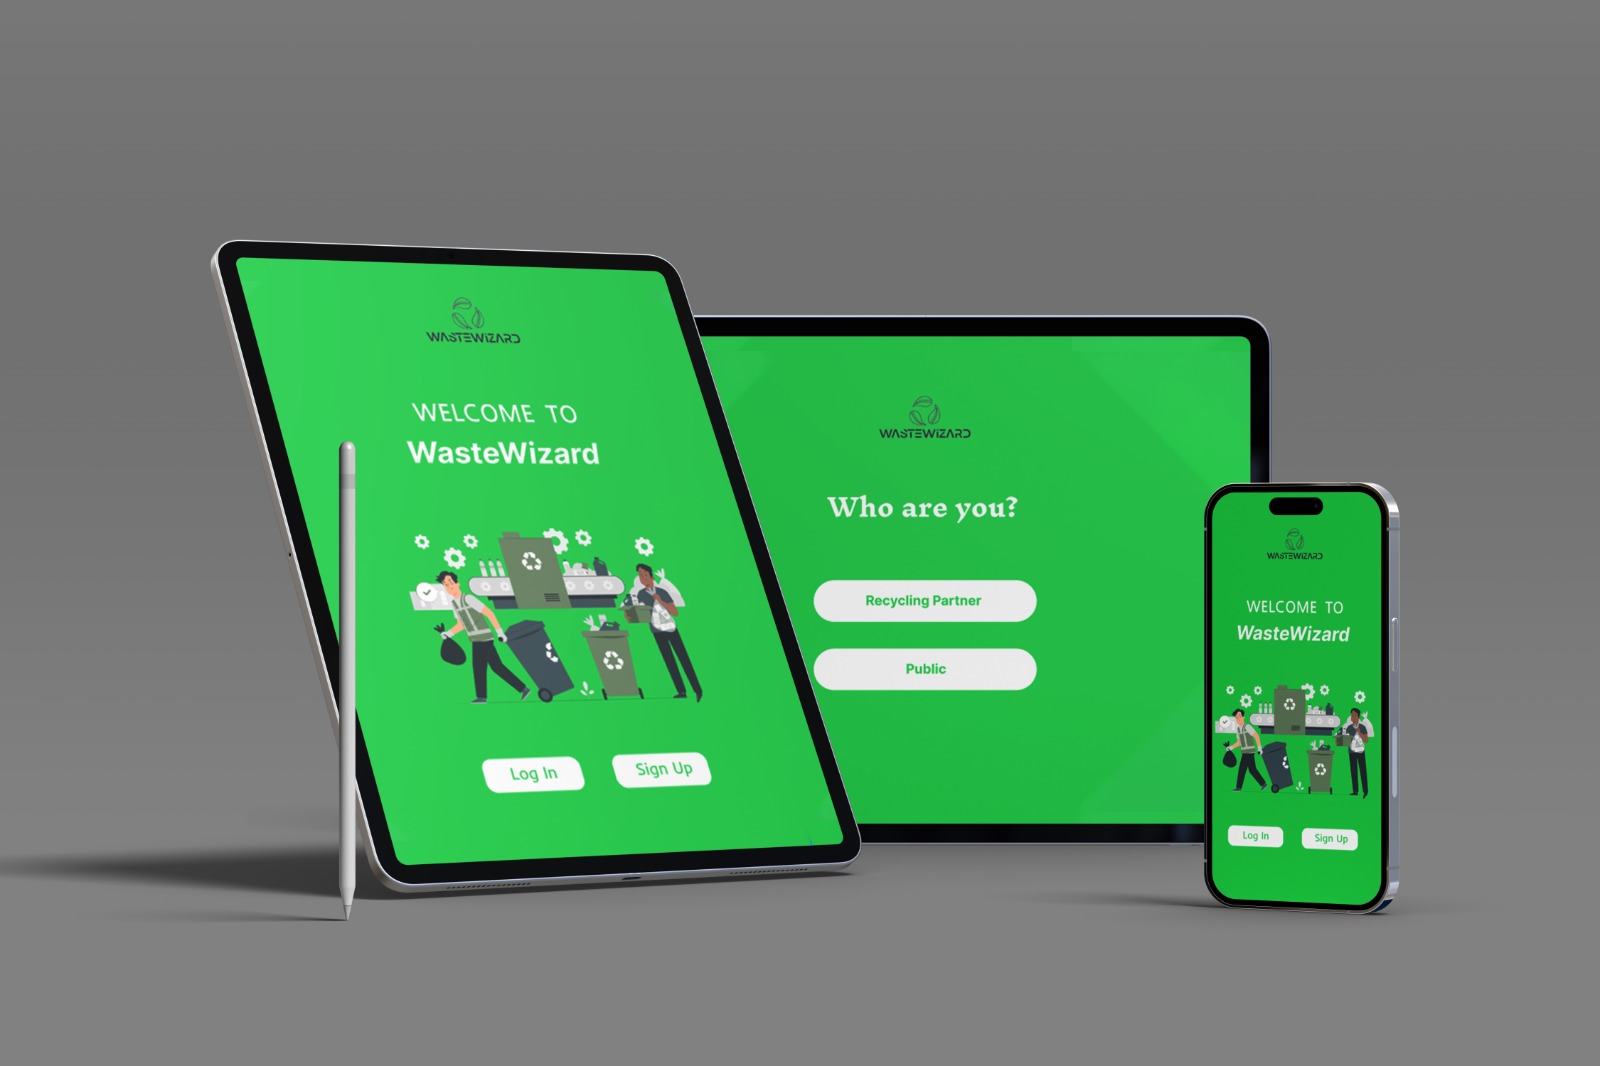 WASTEWIZARD
WELCOME TO
WasteWizard
Log In
Sign Up
WASTEWIZARD
Who are you?
Recycling Partner
Public
WASTEWIZARD
WELCOME TO
WasteWizard
Log In
Sign Up